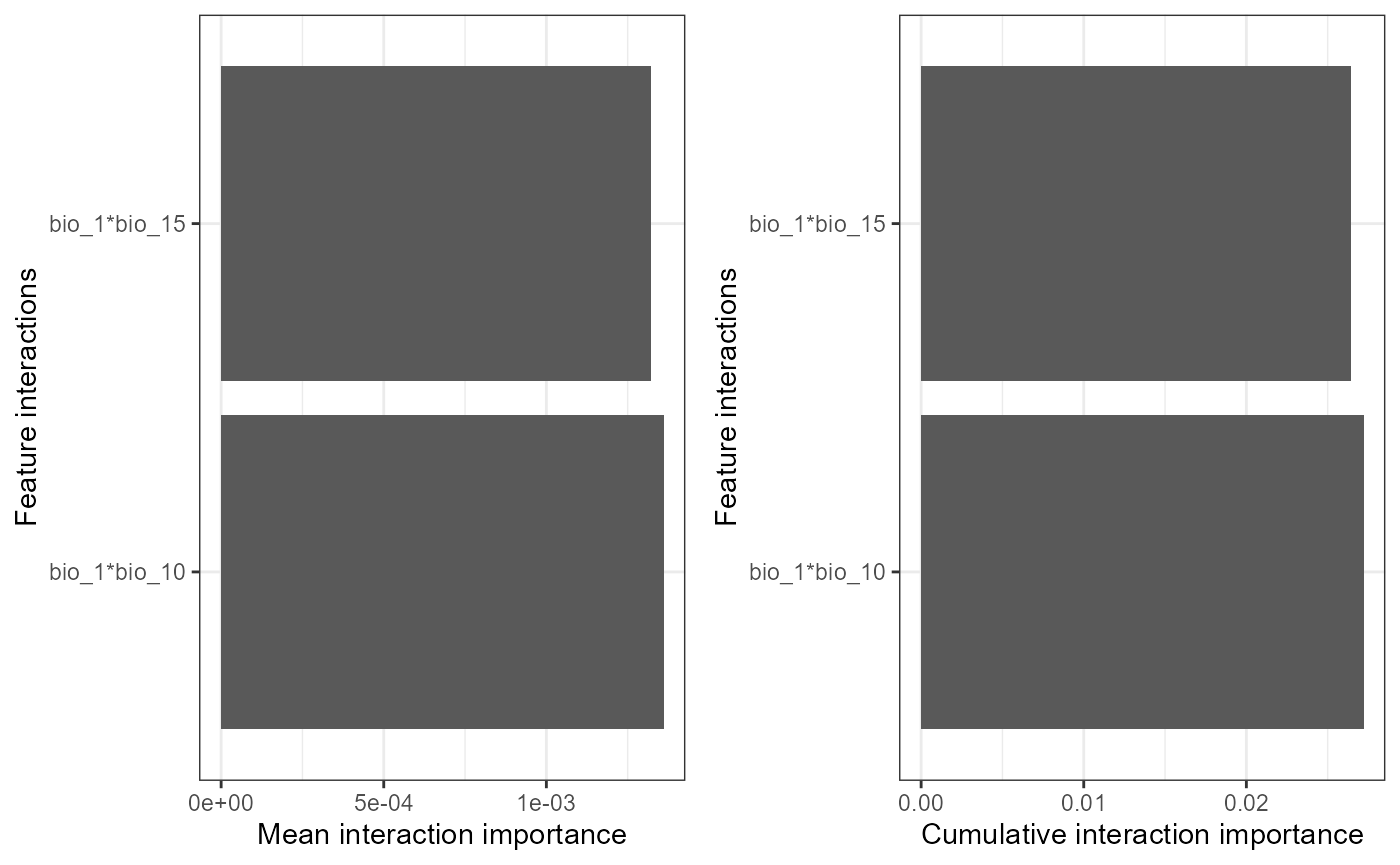 Feature interactions
bio_1*bio_15
bio_1*bio_10
0e+00 5e-04 1e-03
Mean interaction importance
Feature interactions
bio_1*bio_15
bio_1*bio_10
0.00 0.01 0.02
Cumulative interaction importance